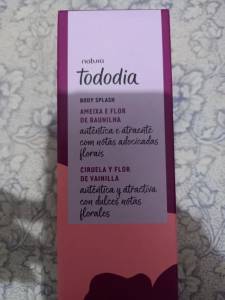 natura
tododia
BODY SPLASH
AMEIXA E FLOR
DE BAUNILHA
autêntica e atraente
com notas adocicadas
florais
CIRUELA Y FLOR
DE VAINILLA
auténtica y atractiva
con dulces notas
florales